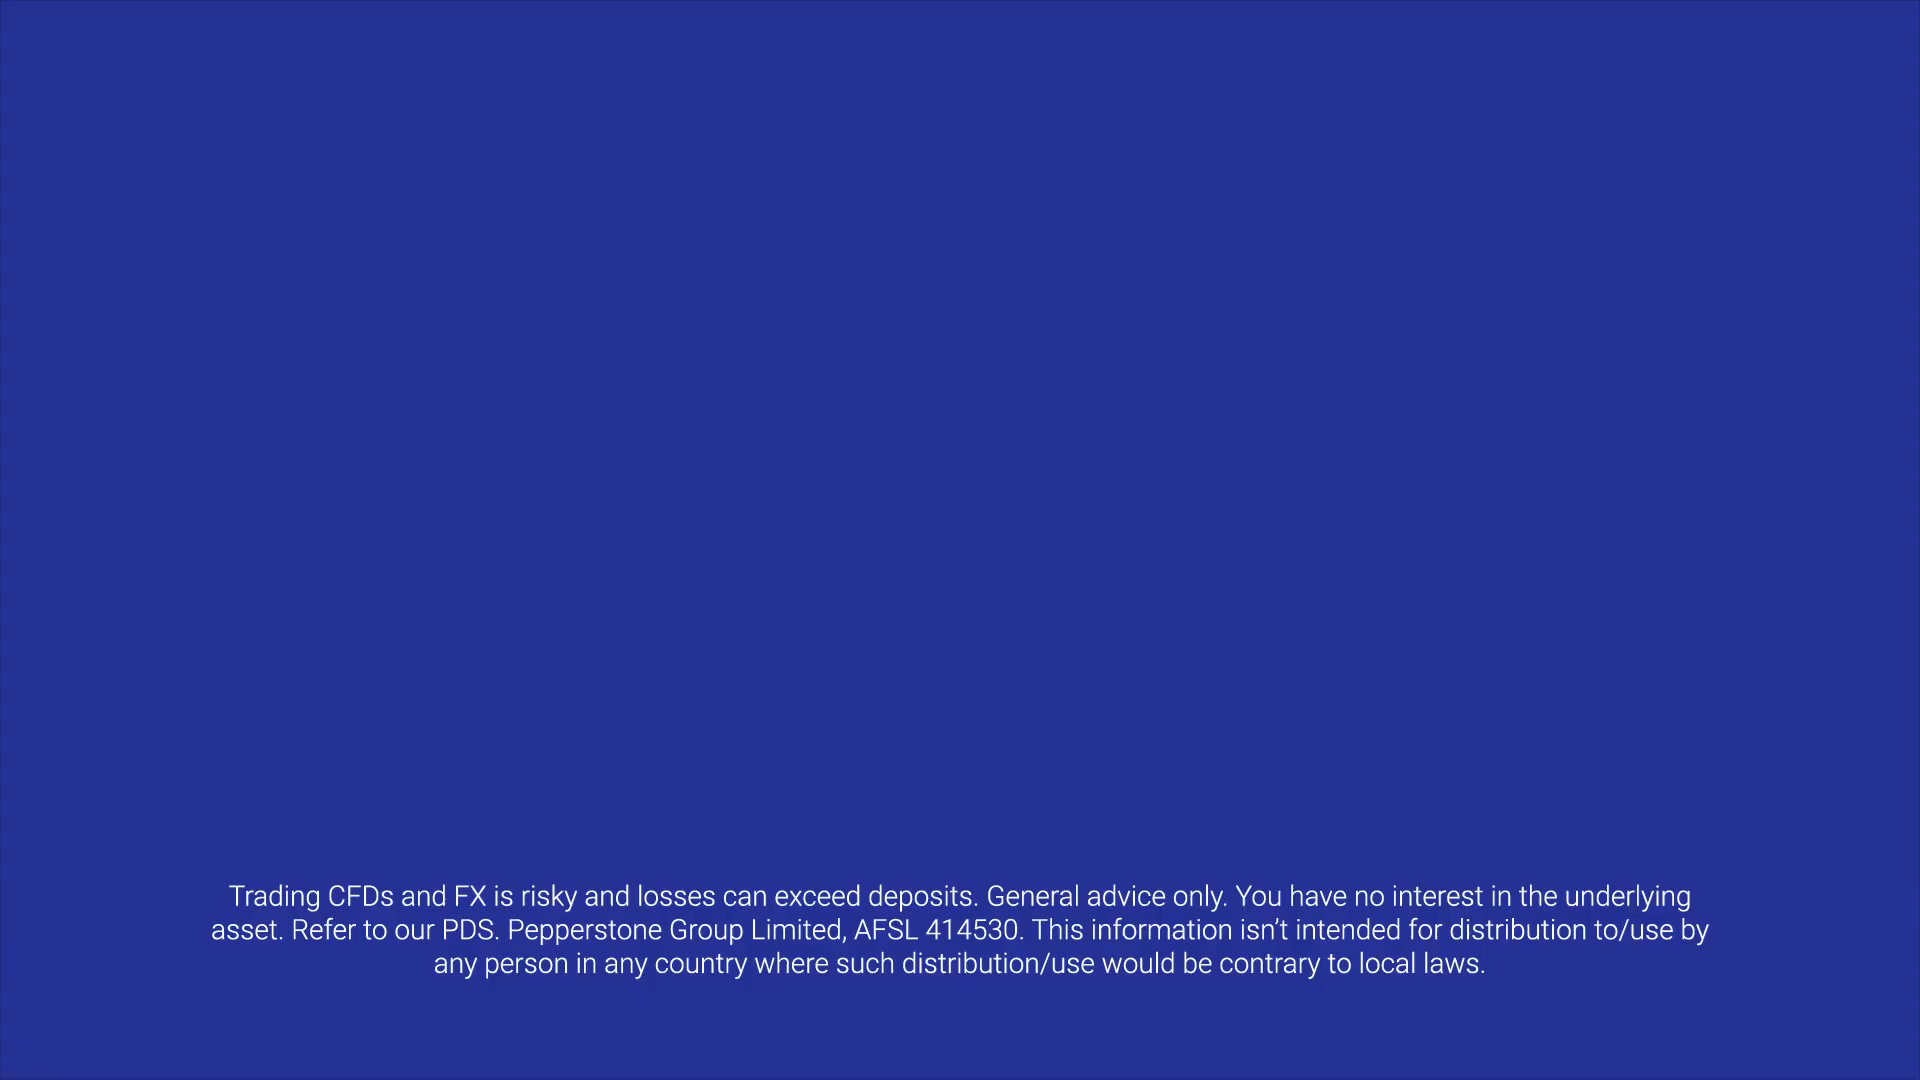 Trading CFDs and FX is risky and losses can exceed deposits. General advice only. You have no interest in the underlying
asset. Refer to our PDS. Pepperstone Group Limited, AFSL 414530. This information isn’t intended for distribution to/use by
any person in any country where such distribution/use would be contrary to local laws.